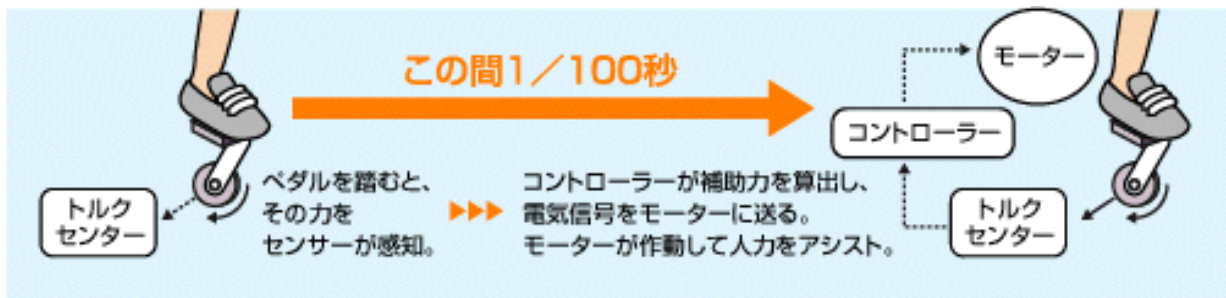 この間1／100秒
モーター
コントローラー
ペダルを踏むと、
その力を
センサーが感知。
コントローラーが補助力を算出し、
電気信号をモーターに送る。
モーターが作動して人力をアシスト。
トルク
センター
トルク
センター